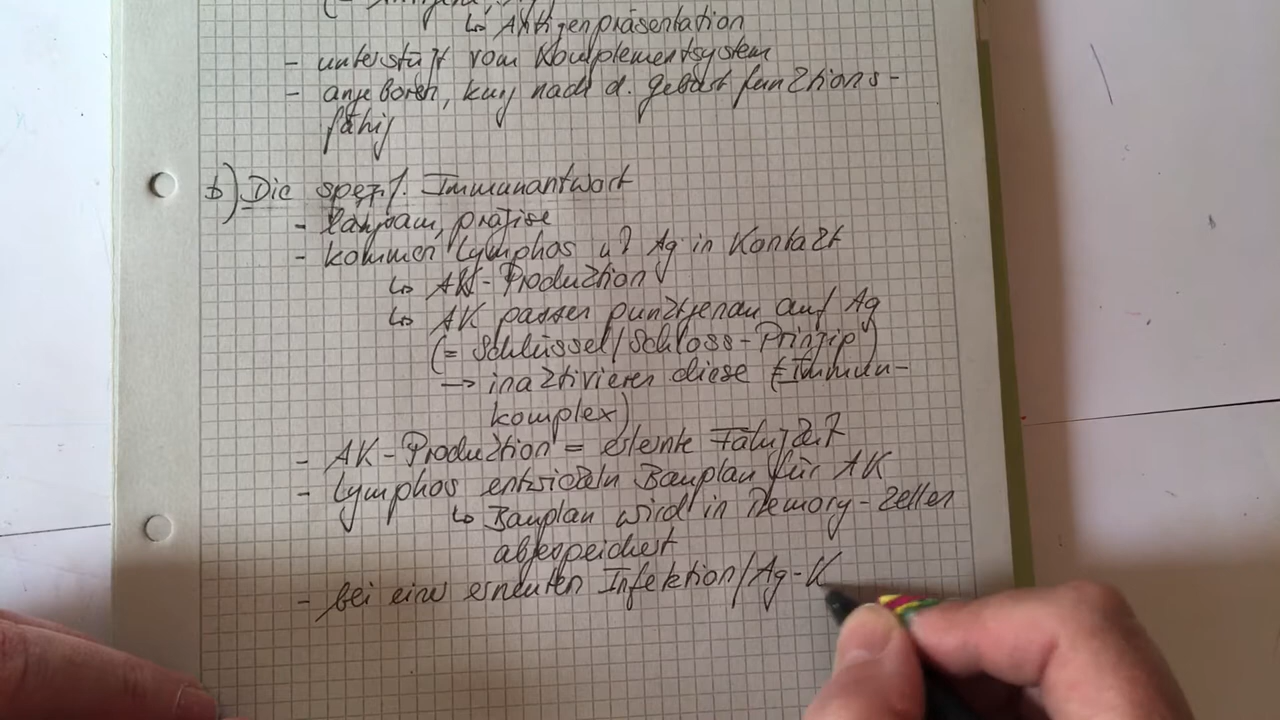 ↳ Antigenpräsentation
- unterstützt vom Komplementsystem
- angeboren, kurz nach d. Geburt funktions-
fähig
b) Die spezif. Immunantwort
- langsam, präzise
- kommen Lymphos u? Ag in Kontakt
↳ AK-Produktion
↳ AK passen punktgenau auf Ag
(= Schlüssel/Schloss-Prinzip)
→ inaktivieren diese (Immun-
komplex)
- AK-Produktion = erlernte Fähigkeit
- Lymphos entwickeln Bauplan für AK
↳ Bauplan wird in Memory-Zellen
abgespeichert
- bei einer erneuten Infektion/Ag-K